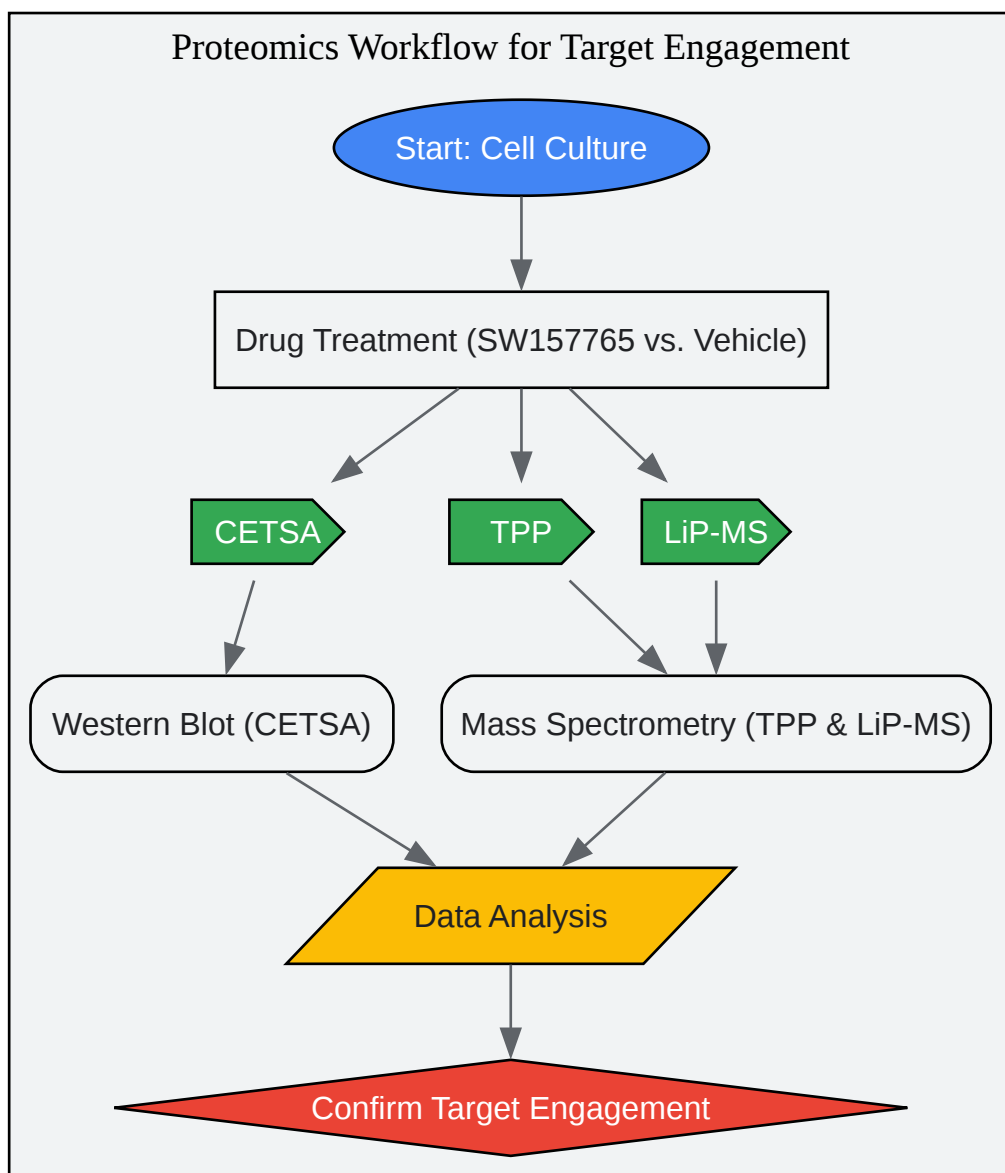 Proteomics Workflow for Target Engagement
Start: Cell Culture
Drug Treatment (SW157765 vs. Vehicle)
CETSA
TPP
LiP-MS
Western Blot (CETSA)
Mass Spectrometry (TPP & LiP-MS)
Data Analysis
Confirm Target Engagement